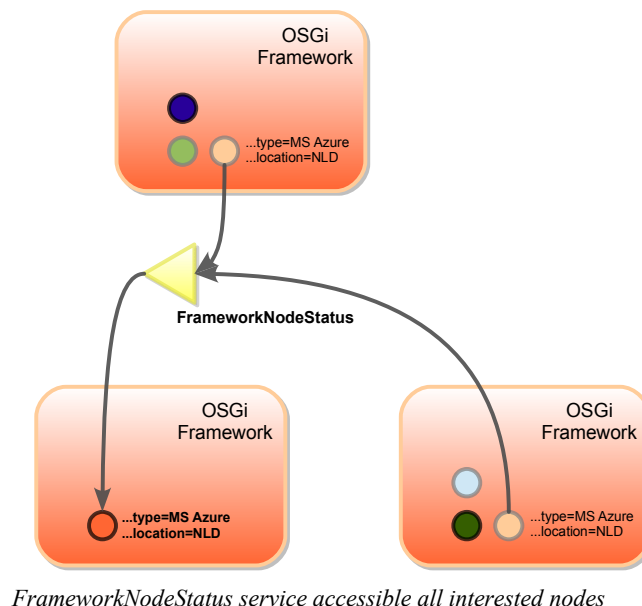 OSGi
Framework
...type=MS Azure
...location=NLD
FrameworkNodeStatus
OSGi
Framework
...type=MS Azure
...location=NLD
OSGi
Framework
...type=MS Azure
...location=NLD
FrameworkNodeStatus service accessible all interested nodes